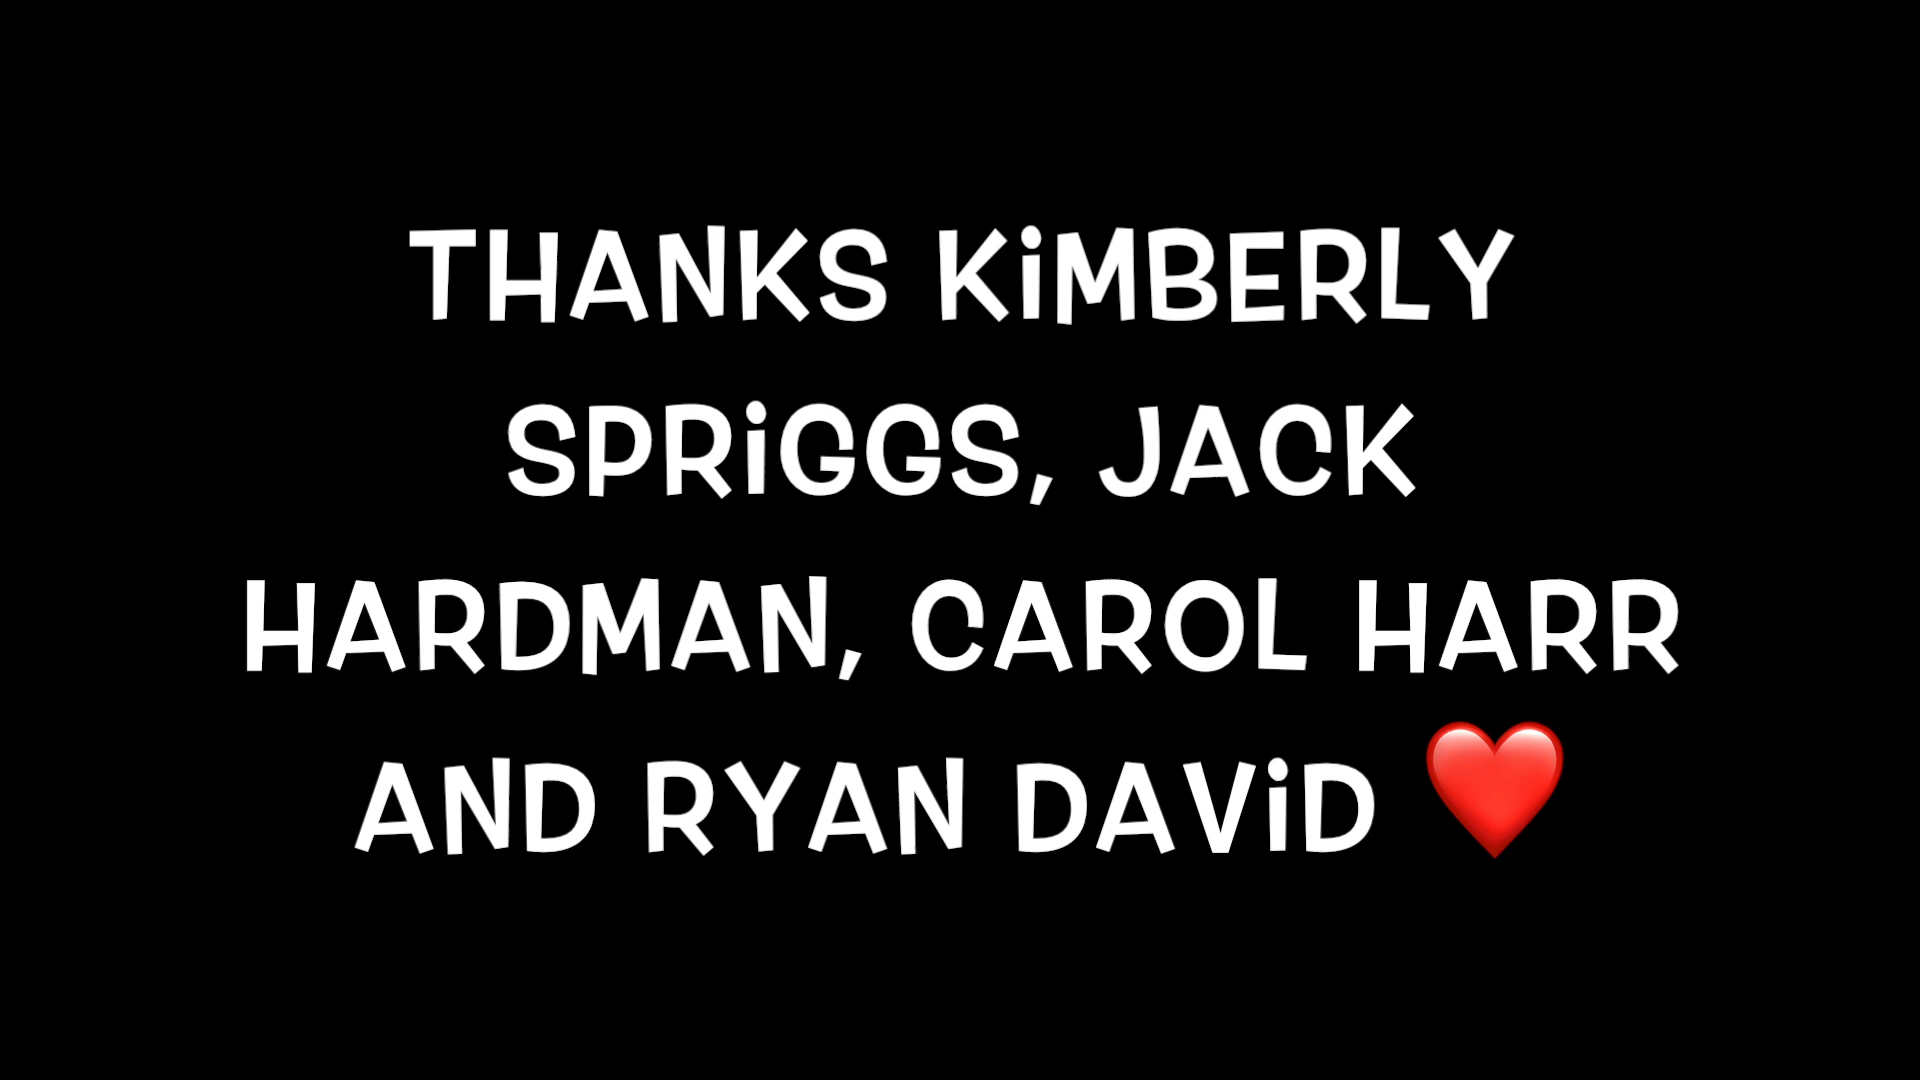 THANKS KiMBERLY
SPRiGGS, JACK
HARDMAN, CAROL HARR
AND RYAN DAViD ❤️